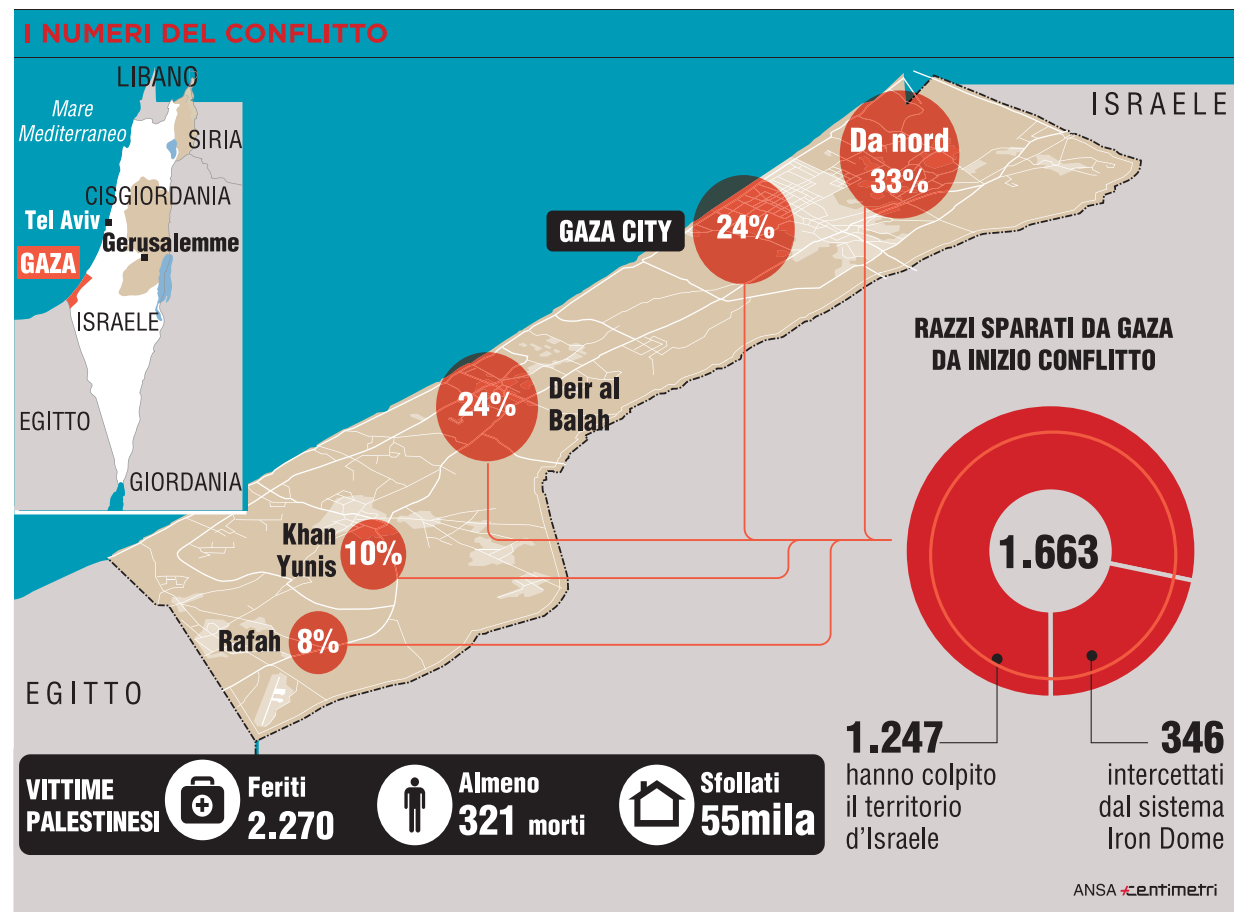 I NUMERI DEL CONFLITTO
LIBANO
Mare
Mediterraneo
SIRIA
CISGIORDANIA
Tel Aviv
Gerusalemme
GAZA
ISRAELE
EGITTO
GIORDANIA
ISRAELE
Da nord
33%
GAZA CITY
24%
24%
Deir al
Balah
Khan
Yunis
10%
Rafah
8%
EGITTO
RAZZI SPARATI DA GAZA
DA INIZIO CONFLITTO
1.663
1.247
hanno colpito
il territorio
d'Israele
346
intercettati
dal sistema
Iron Dome
VITTIME
PALESTINESI
Feriti
2.270
Almeno
321 morti
Sfollati
55mila
ANSA centimetri